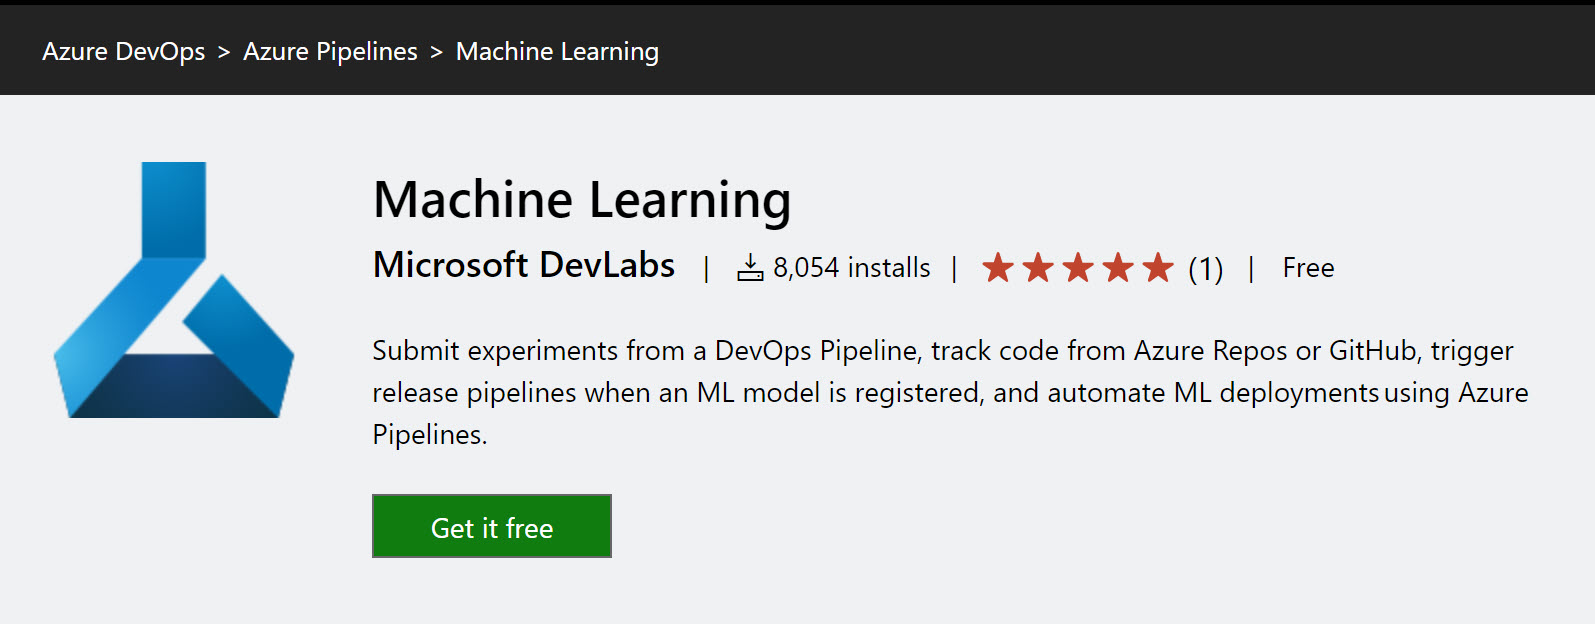 Azure DevOps > Azure Pipelines > Machine Learning
Machine Learning
Microsoft DevLabs | 8,054 installs | ★★★★★ (1) | Free
Submit experiments from a DevOps Pipeline, track code from Azure Repos or GitHub, trigger
release pipelines when an ML model is registered, and automate ML deployments using Azure
Pipelines.
Get it free